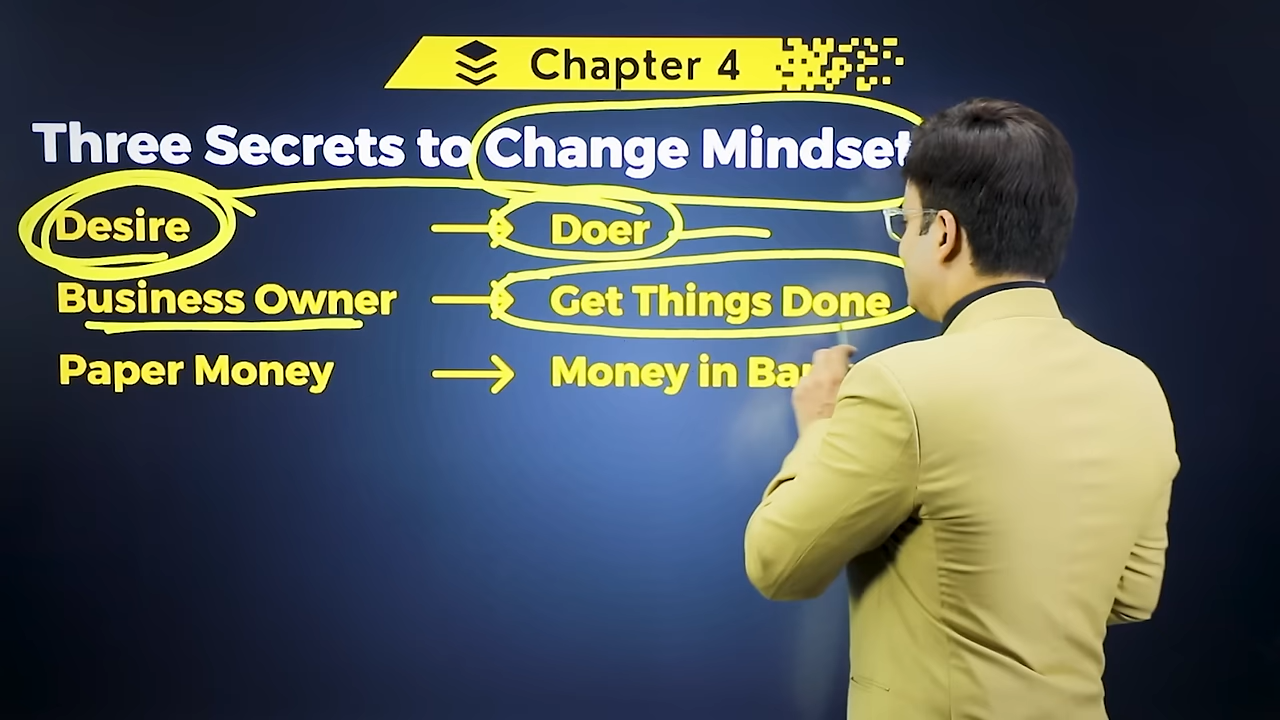 Chapter 4
Three Secrets to Change Mindset
Desire → Doer
Business Owner → Get Things Done
Paper Money → Money in